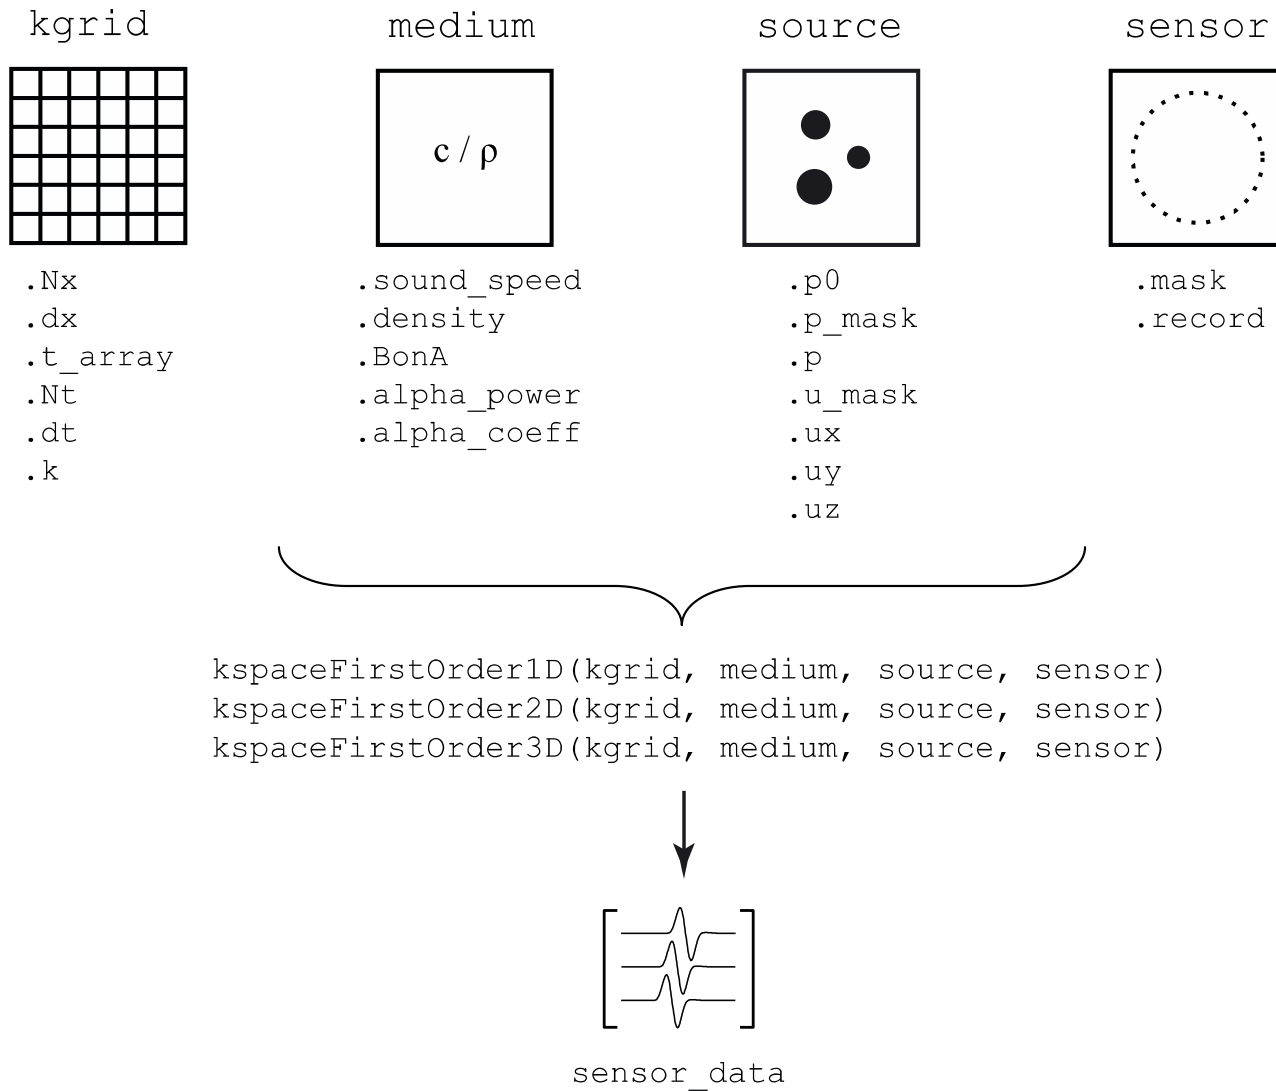 kgrid
medium
source
sensor
c / ρ
.Nx
.dx
.t_array
.Nt
.dt
.k
.sound_speed
.density
.BonA
.alpha_power
.alpha_coeff
.p0
.p_mask
.p
.u_mask
.ux
.uy
.uz
.mask
.record
kspaceFirstOrder1D(kgrid, medium, source, sensor)
kspaceFirstOrder2D(kgrid, medium, source, sensor)
kspaceFirstOrder3D(kgrid, medium, source, sensor)
sensor_data